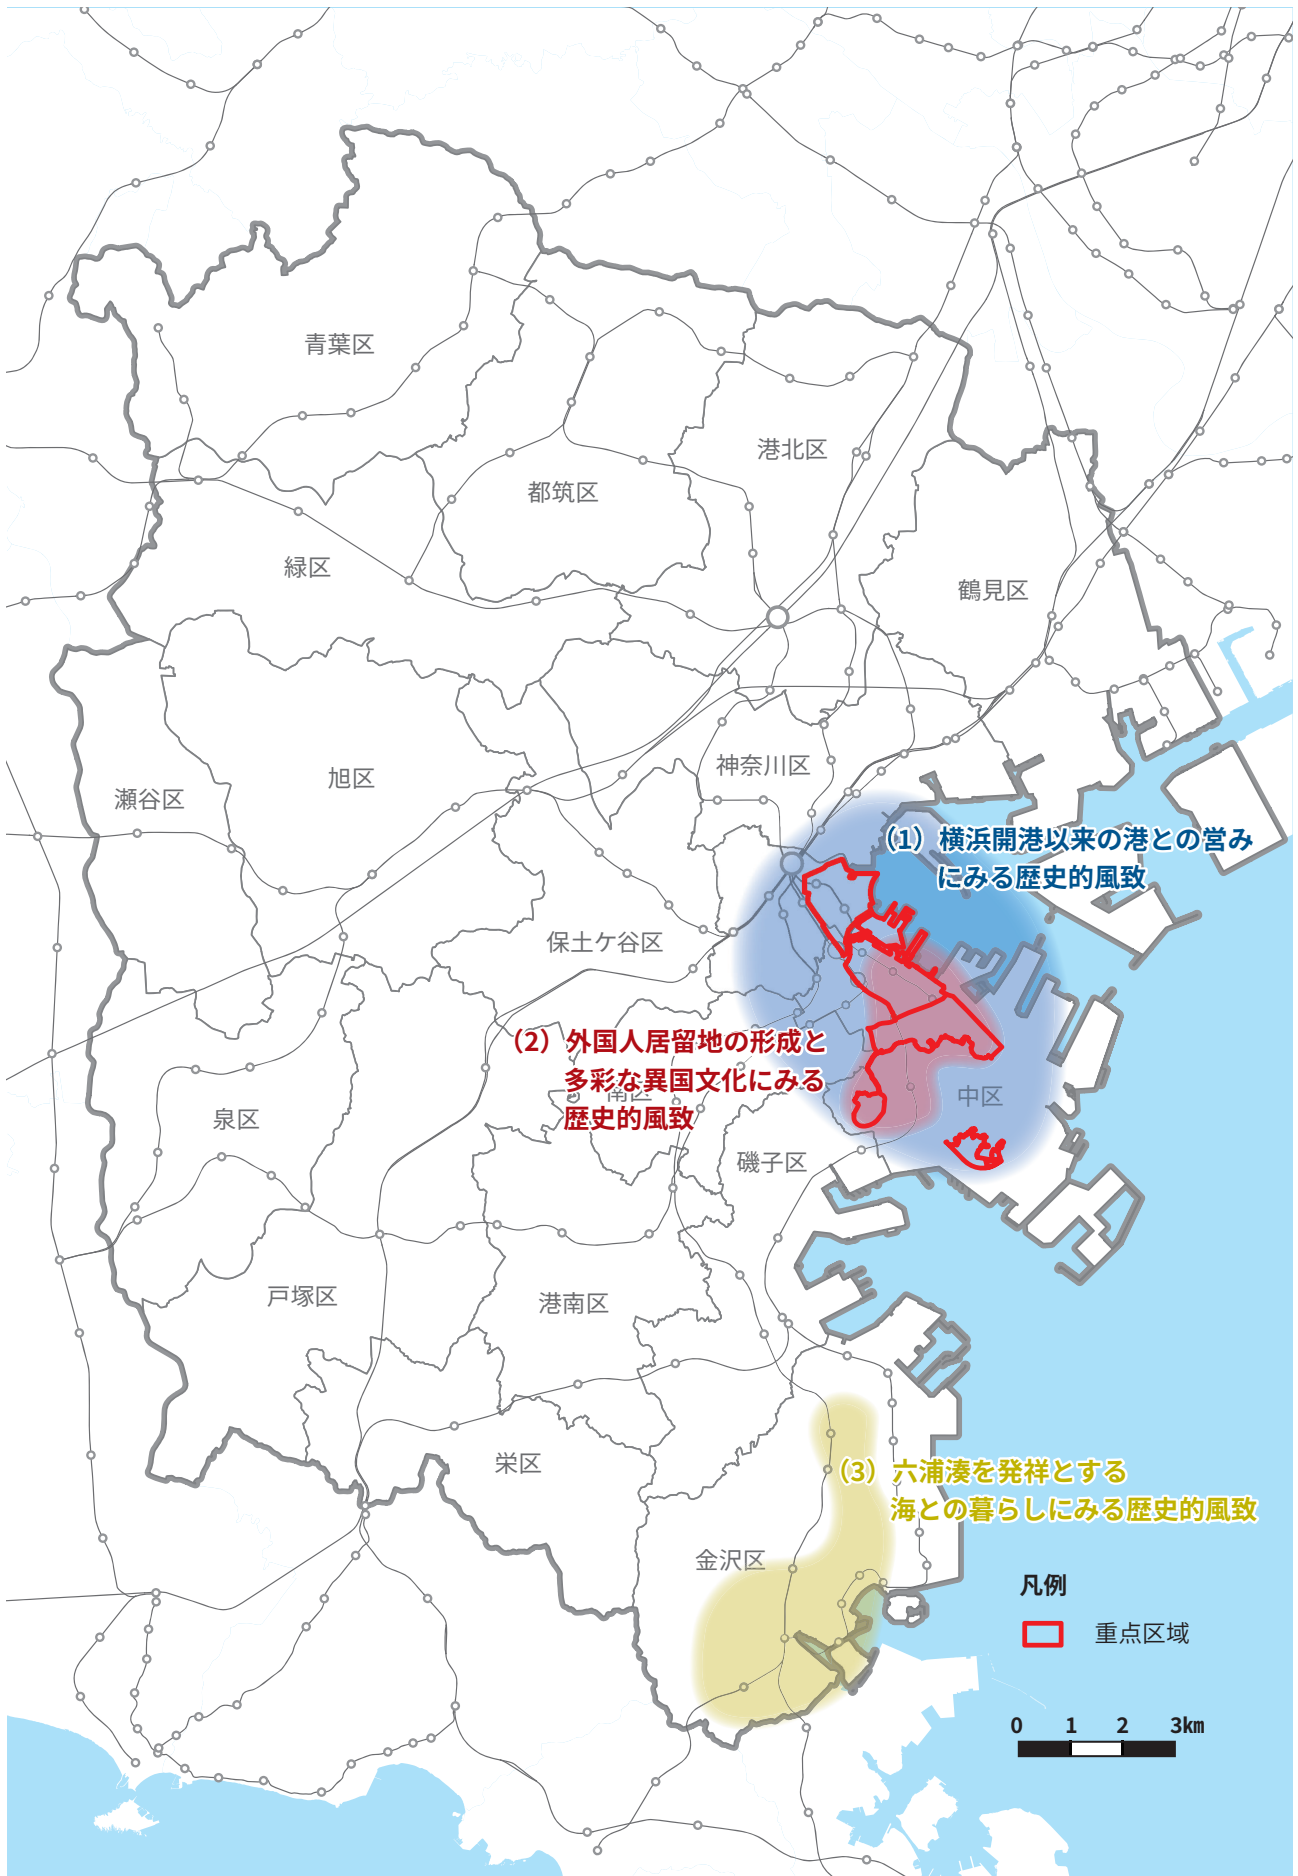 青葉区
港北区
都筑区
緑区
鶴見区
神奈川区
旭区
瀬谷区
（1）横浜開港以来の港との営み
にみる歴史的風致
保土ケ谷区
（2）外国人居留地の形成と
多彩な異国文化にみる
歴史的風致
南区
中区
泉区
磯子区
戸塚区
港南区
栄区
（3）六浦湊を発祥とする
海との暮らしにみる歴史的風致
金沢区
凡例
重点区域
0 1 2 3km